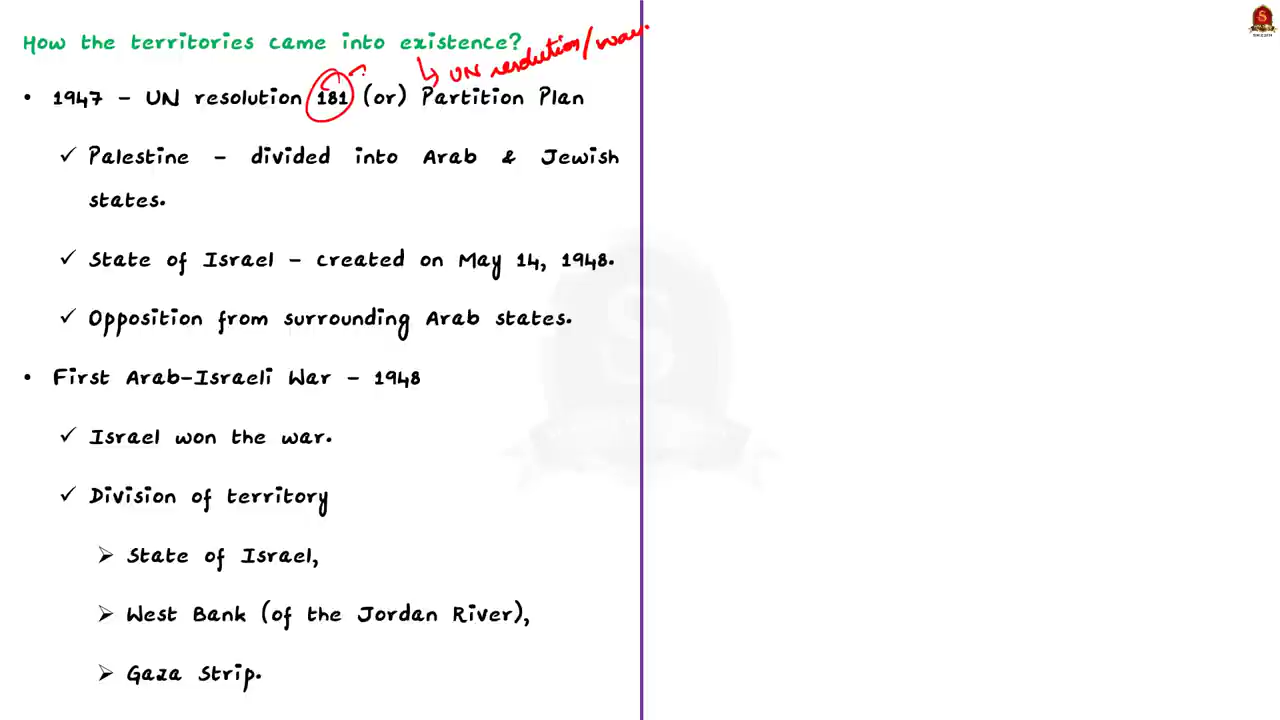 How the territories came into existence?
↳ UN resolution/war.
• 1947 – UN resolution 181 (or) Partition Plan
✓ Palestine – divided into Arab & Jewish
states.
✓ State of Israel – created on May 14, 1948.
✓ Opposition from surrounding Arab states.
• First Arab-Israeli War – 1948
✓ Israel won the war.
✓ Division of territory
➢ State of Israel,
➢ West Bank (of the Jordan River),
➢ Gaza Strip.
S